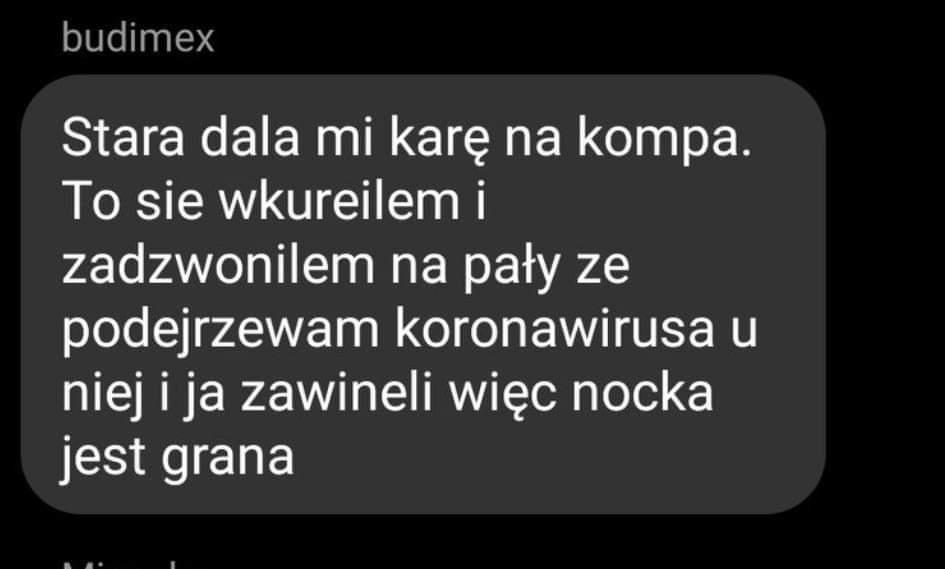 budimex
Stara dala mi karę na kompa.
To sie wkureilem i
zadzwonilem na pały ze
podejrzewam koronawirusa u
niej i ja zawineli więc nocka
jest grana